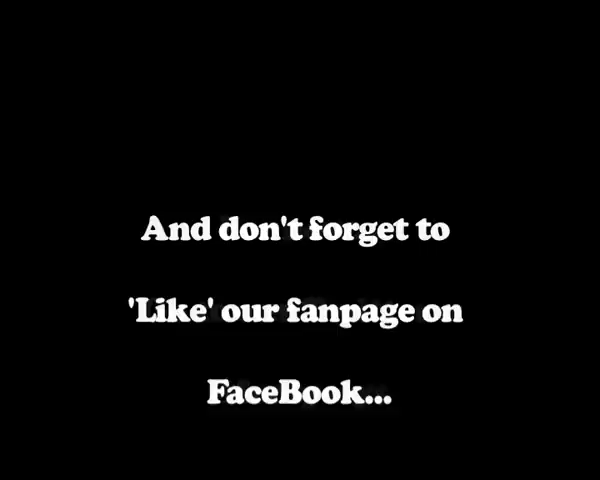 And don't forget to
'Like' our fanpage on
FaceBook...